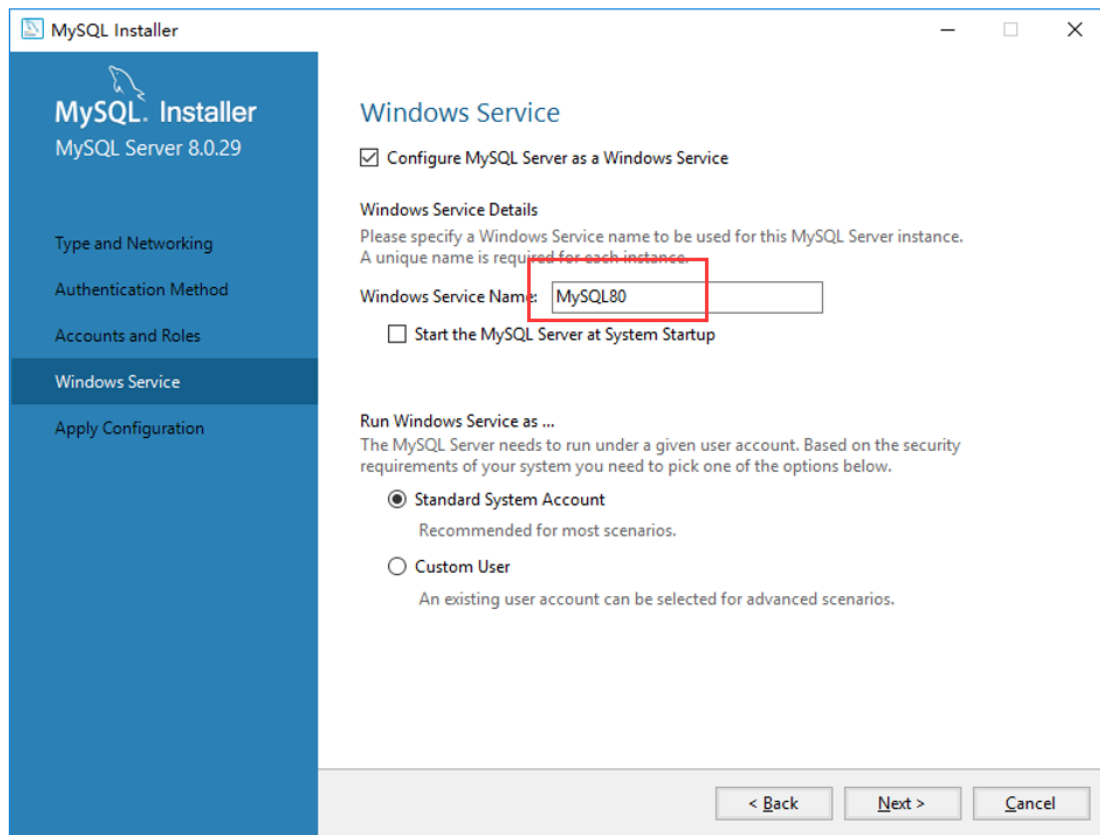 MySQL Installer
MySQL. Installer
MySQL Server 8.0.29
Type and Networking
Authentication Method
Accounts and Roles
Windows Service
Apply Configuration
Windows Service
Configure MySQL Server as a Windows Service
Windows Service Details
Please specify a Windows Service name to be used for this MySQL Server instance.
A unique name is required for each instance.
Windows Service Name: MySQL80
Start the MySQL Server at System Startup
Run Windows Service as ...
The MySQL Server needs to run under a given user account. Based on the security
requirements of your system you need to pick one of the options below.
Standard System Account
Recommended for most scenarios.
Custom User
An existing user account can be selected for advanced scenarios.
< Back Next > Cancel